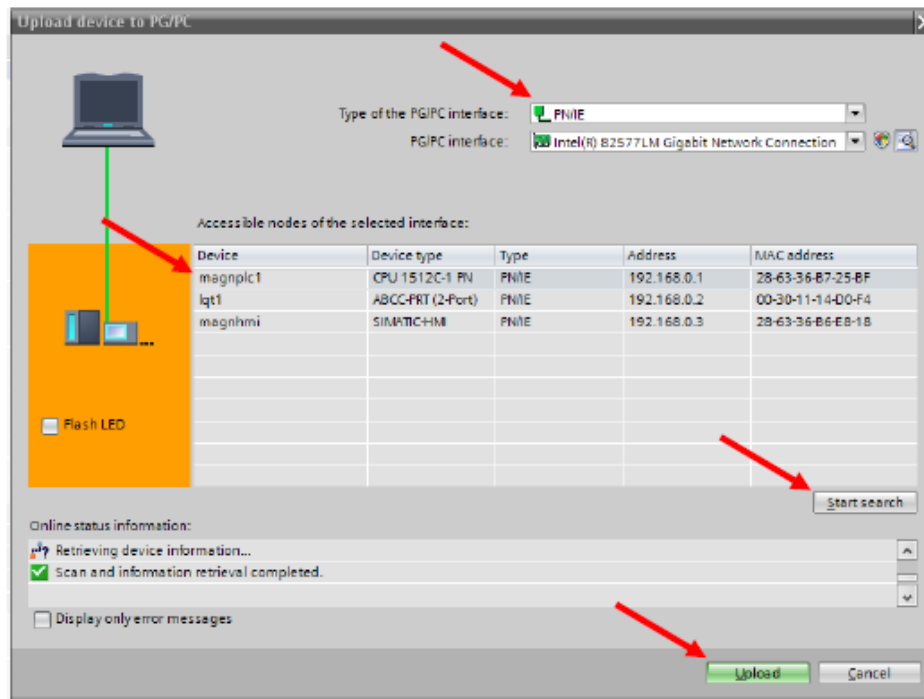 Upload device to PG/PC
Type of the PG/PC interface: PN/IE
PG/PC interface: Intel(R) 82577LM Gigabit Network Connection
Accessible nodes of the selected interface:
Device Device type Type Address MAC address
magnplc1 CPU 1512C-1 PN PN/IE 192.168.0.1 28-63-36-B7-25-BF
lqt1 ABCC-PRT (2-Port) PN/IE 192.168.0.2 00-30-11-14-D0-F4
magnhmi SIMATIC-HMI PN/IE 192.168.0.3 28-63-36-B6-E8-18
...
Flash LED
Start search
Online status information:
Retrieving device information...
Scan and information retrieval completed.
Display only error messages
Upload Cancel